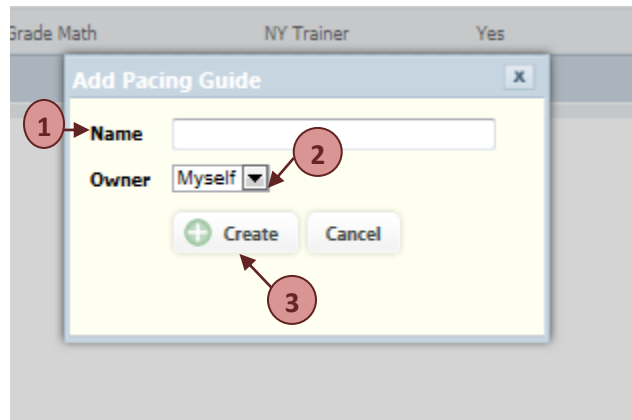 Grade Math NY Trainer Yes
Add Pacing Guide x
1 Name
2
Owner Myself
Create Cancel
3